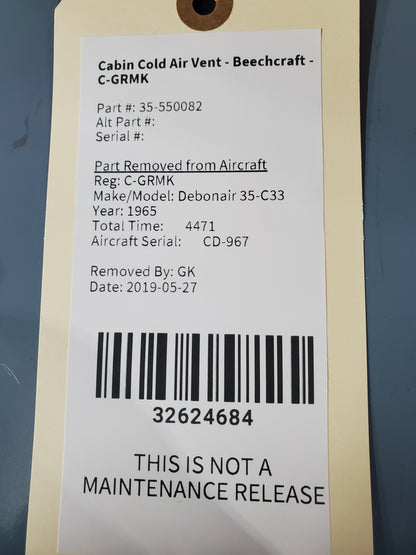 Cabin Cold Air Vent - Beechcraft -
C-GRMK
Part #: 35-550082
Alt Part #:
Serial #:
Part Removed from Aircraft
Reg: C-GRMK
Make/Model: Debonair 35-C33
Year: 1965
Total Time: 4471
Aircraft Serial: CD-967
Removed By: GK
Date: 2019-05-27
32624684
THIS IS NOT A
MAINTENANCE RELEASE